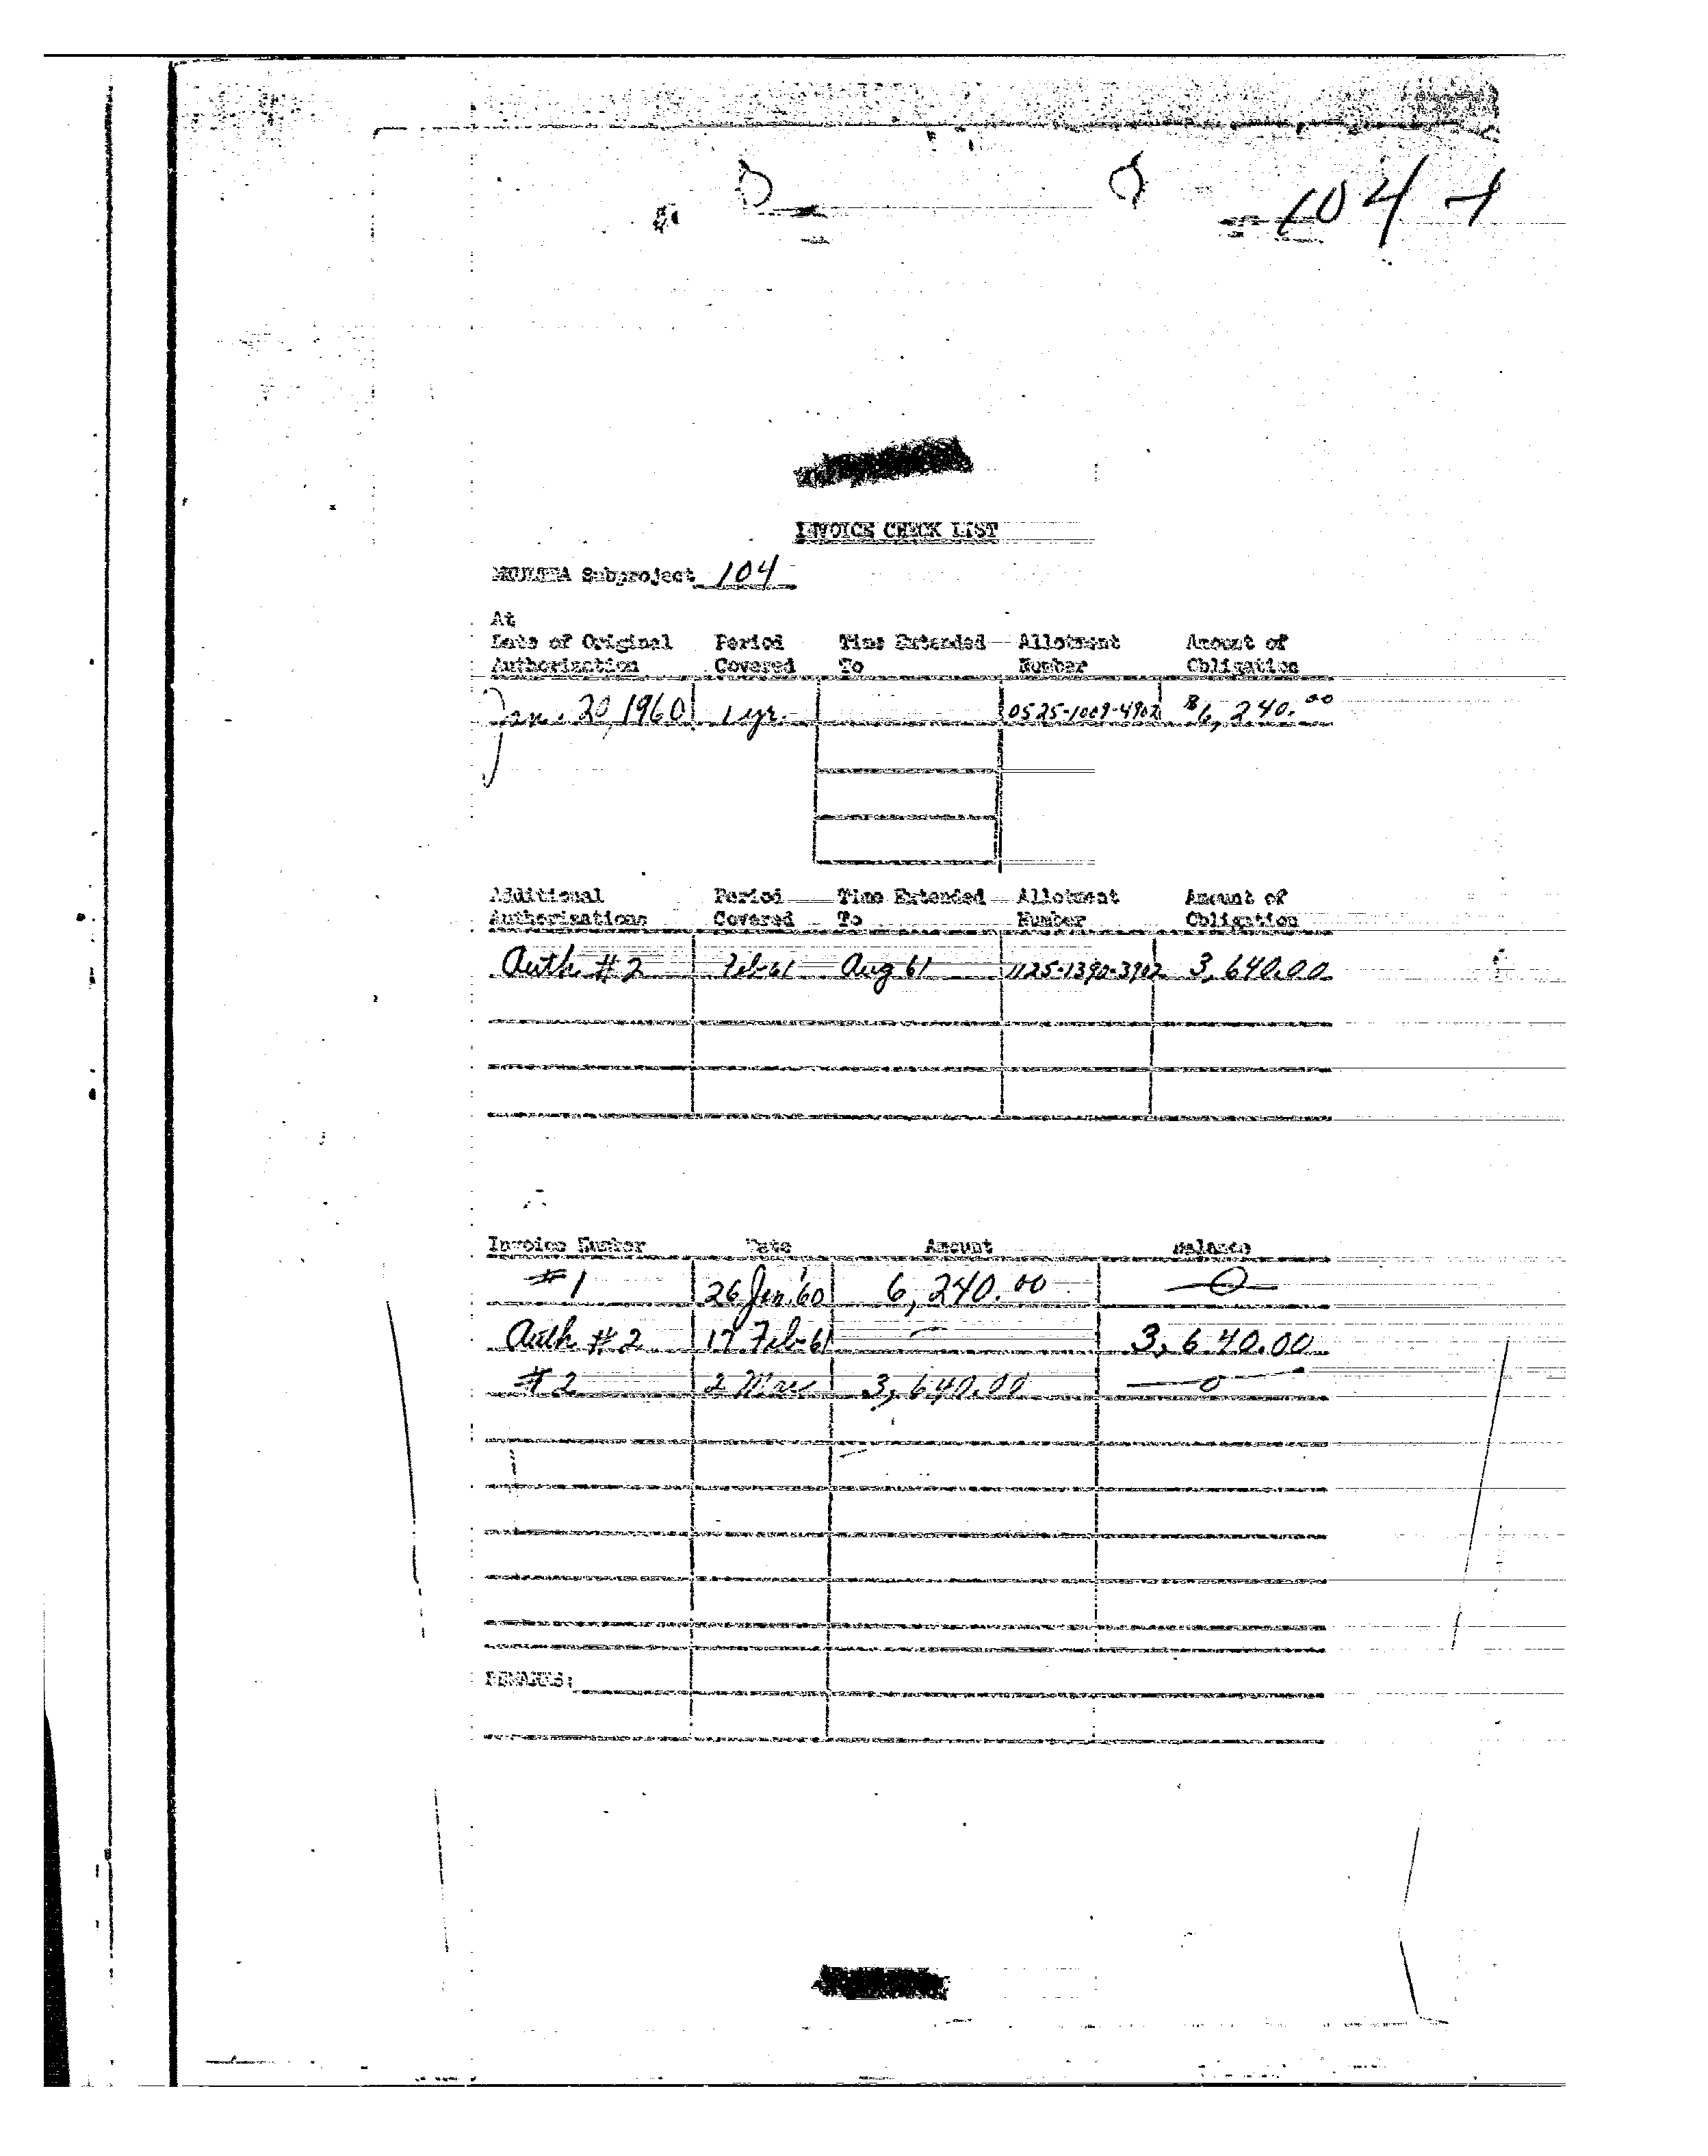 104-1
INVOICE CHECK LIST
MKULTRA Subproject 104
At
Date of Original Period Time Extended Allotment Amount of
Authorization Covered To Number Obligation
Jan. 20, 1960 1 yr. 0525-1009-4902 $6,240.00
Additional Period Time Extended Allotment Amount of
Authorizations Covered To Number Obligation
Auth #2 Feb-61 Aug 61 1125-1390-3902 3,640.00
Invoice Number Date Amount Balance
#1 26 Jan '60 6,240.00 —0—
Auth #2 17 Feb-61 — 3,640.00
#2 2 Mar 3,640.00 —0—
REMARKS: